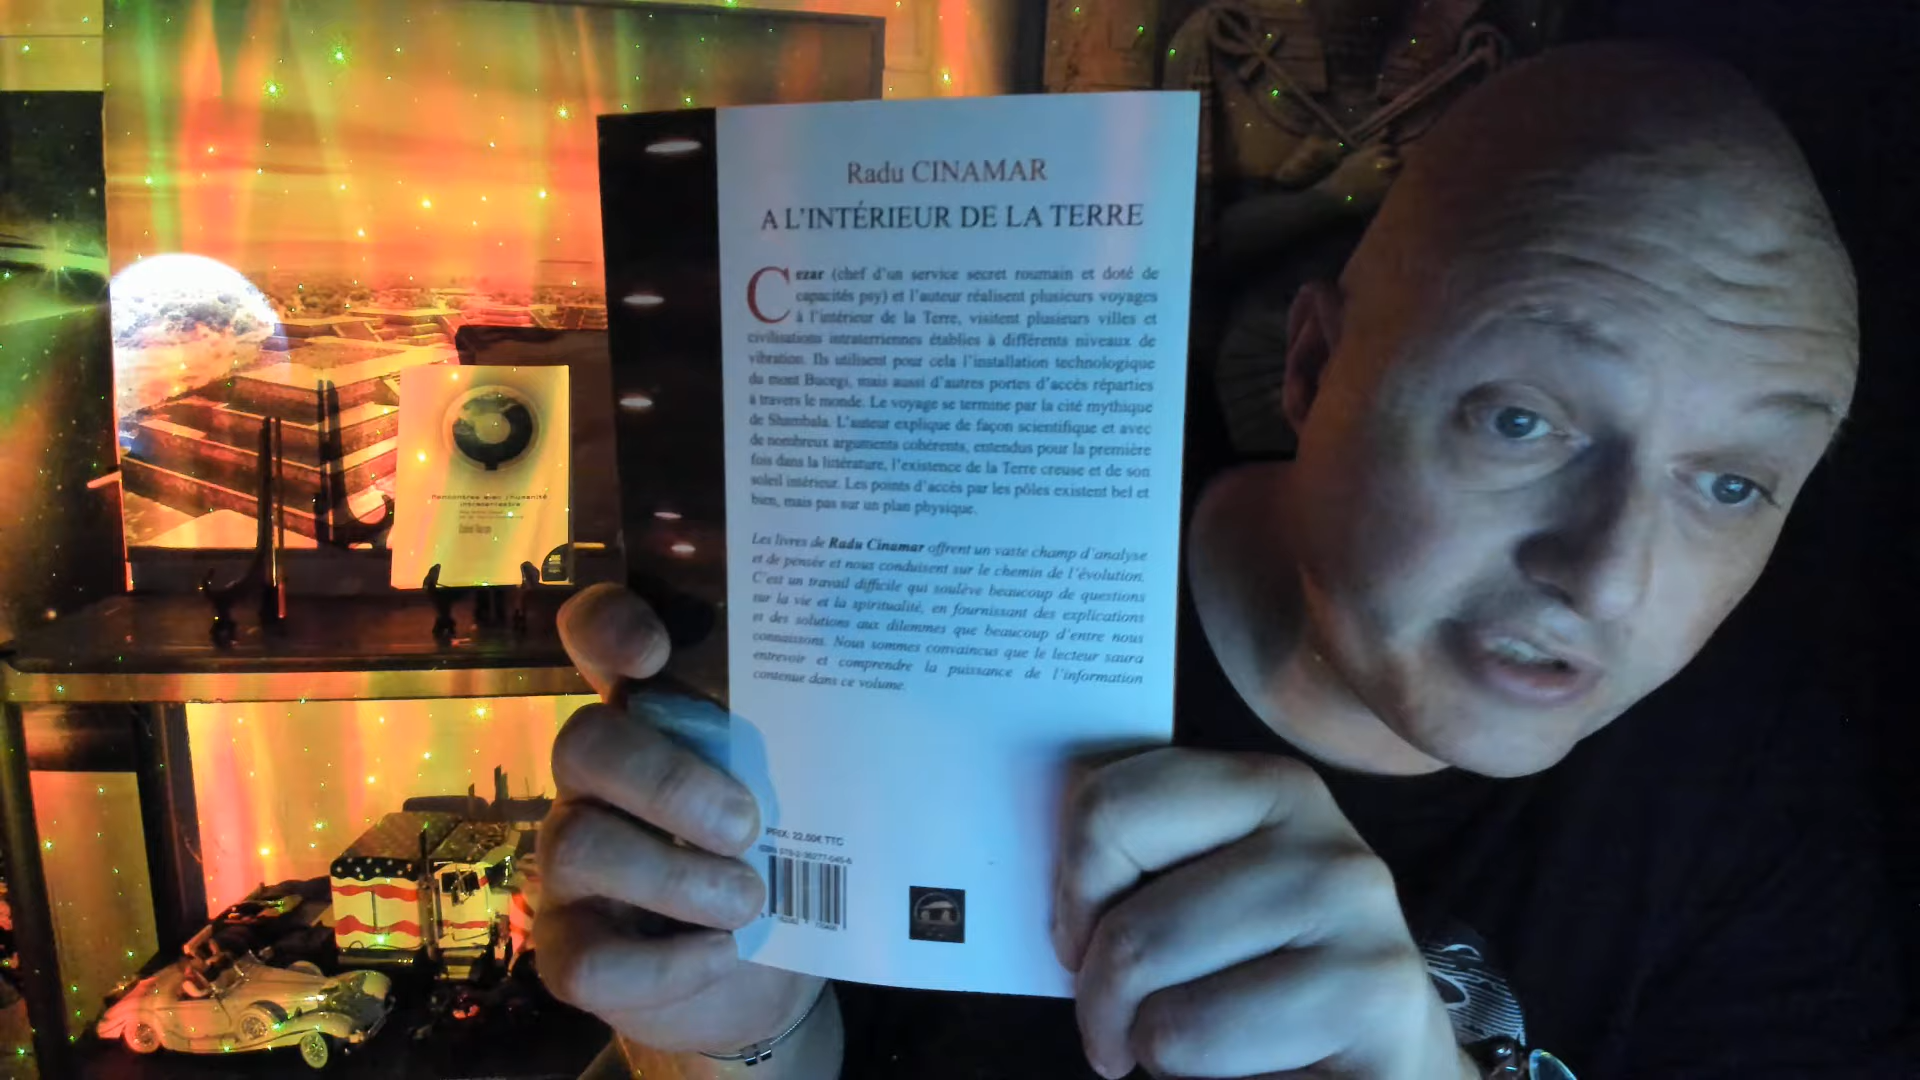 Radu CINAMAR
A L'INTÉRIEUR DE LA TERRE
Cezar (chef d'un service secret roumain et doté de
capacités psy) et l'auteur réalisent plusieurs voyages
à l'intérieur de la Terre, visitent plusieurs villes et
civilisations intraterriennes établies à différents niveaux de
vibration. Ils utilisent pour cela l'installation technologique
du mont Bucegi, mais aussi d'autres portes d'accès réparties
à travers le monde. Le voyage se termine par la cité mythique
de Shambala. L'auteur explique de façon scientifique et avec
de nombreux arguments cohérents, entendus pour la première
fois dans la littérature, l'existence de la Terre creuse et de son
soleil intérieur. Les points d'accès par les pôles existent bel et
bien, mais pas sur un plan physique.
Les livres de Radu Cinamar offrent un vaste champ d'analyse
et de pensée et nous conduisent sur le chemin de l'évolution.
C'est un travail difficile qui soulève beaucoup de questions
sur la vie et la spiritualité, en fournissant des explications
et des solutions aux dilemmes que beaucoup d'entre nous
connaissons. Nous sommes convaincus que le lecteur saura
entrevoir et comprendre la puissance de l'information
contenue dans ce volume.
PRIX: 22.00€ TTC
Rencontres avec l'humanité
intraterrestre